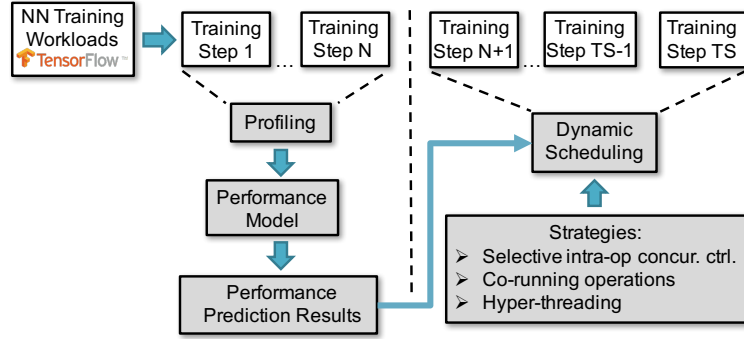 NN Training
Workloads
TensorFlow™
Training
Step 1
...
Training
Step N
Training
Step N+1
...
Training
Step TS-1
Training
Step TS
Profiling
Performance
Model
Performance
Prediction Results
Dynamic
Scheduling
Strategies:
➢ Selective intra-op concur. ctrl.
➢ Co-running operations
➢ Hyper-threading